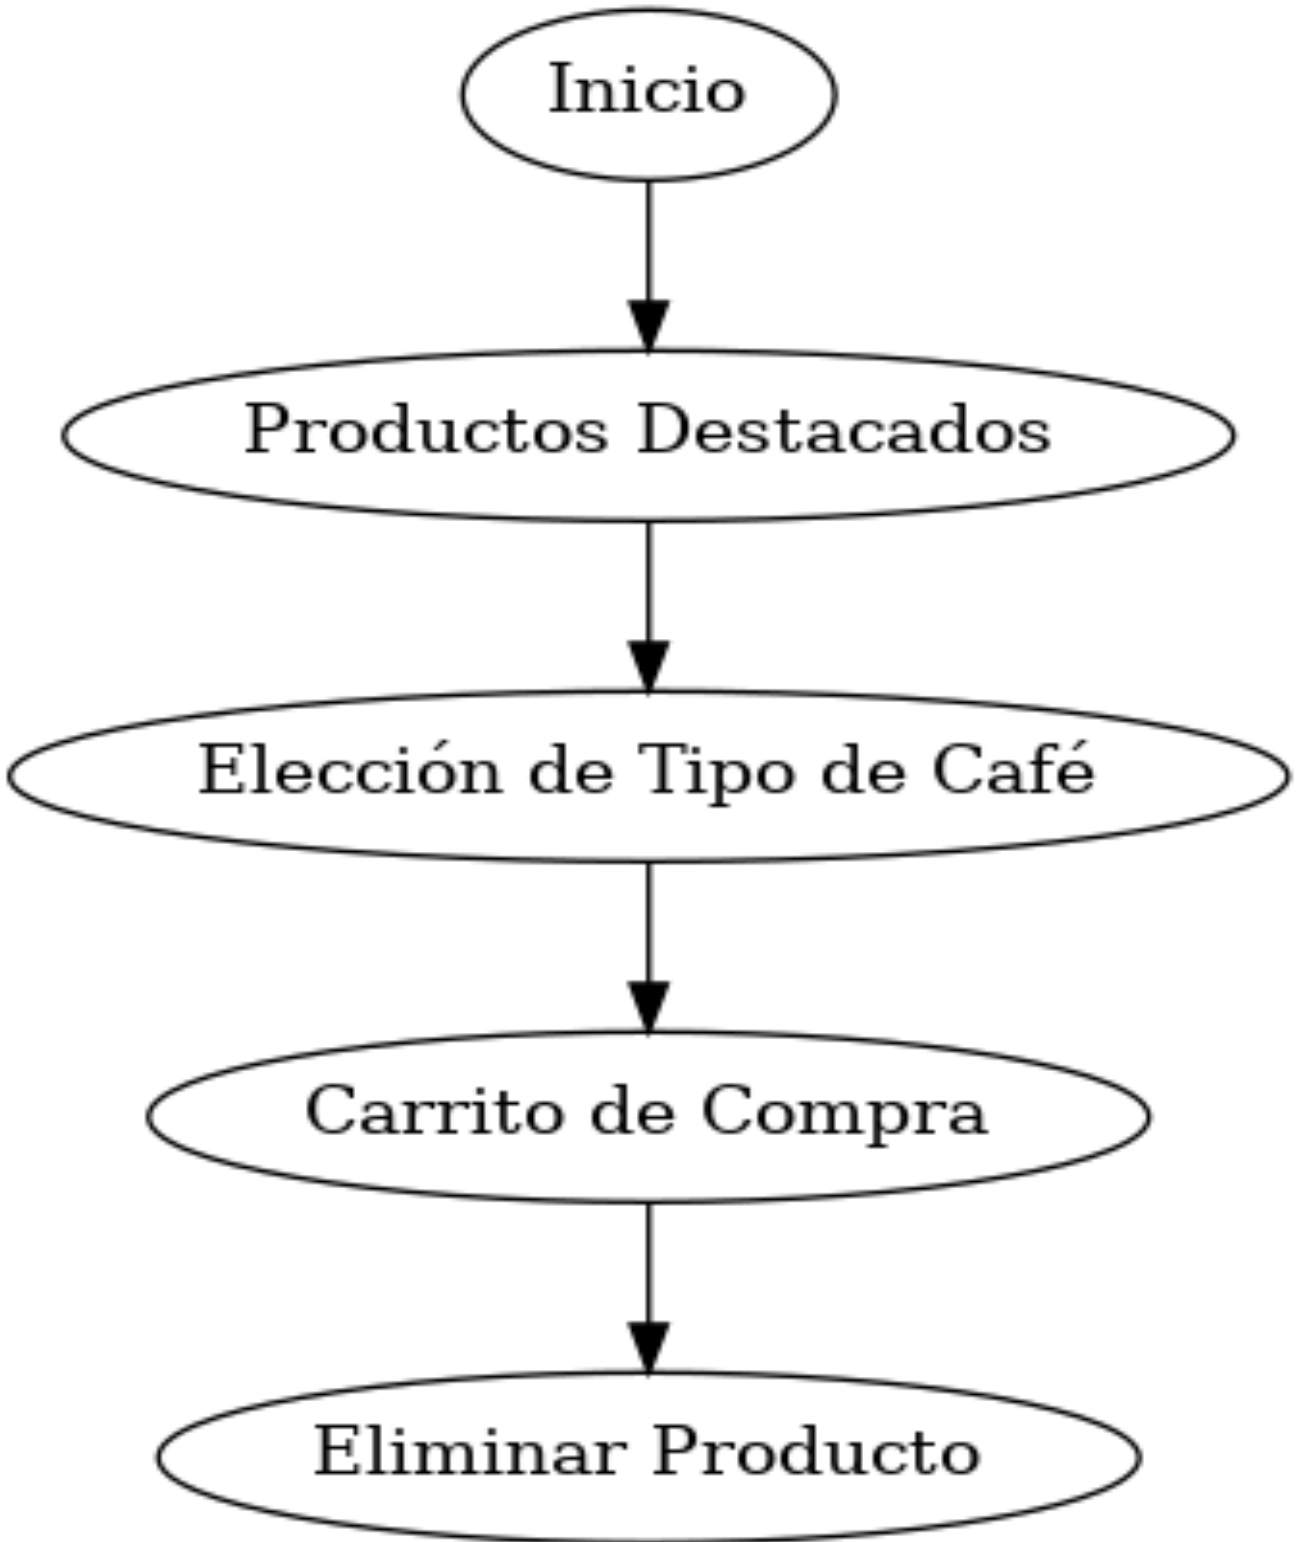 Inicio
Productos Destacados
Elección de Tipo de Café
Carrito de Compra
Eliminar Producto